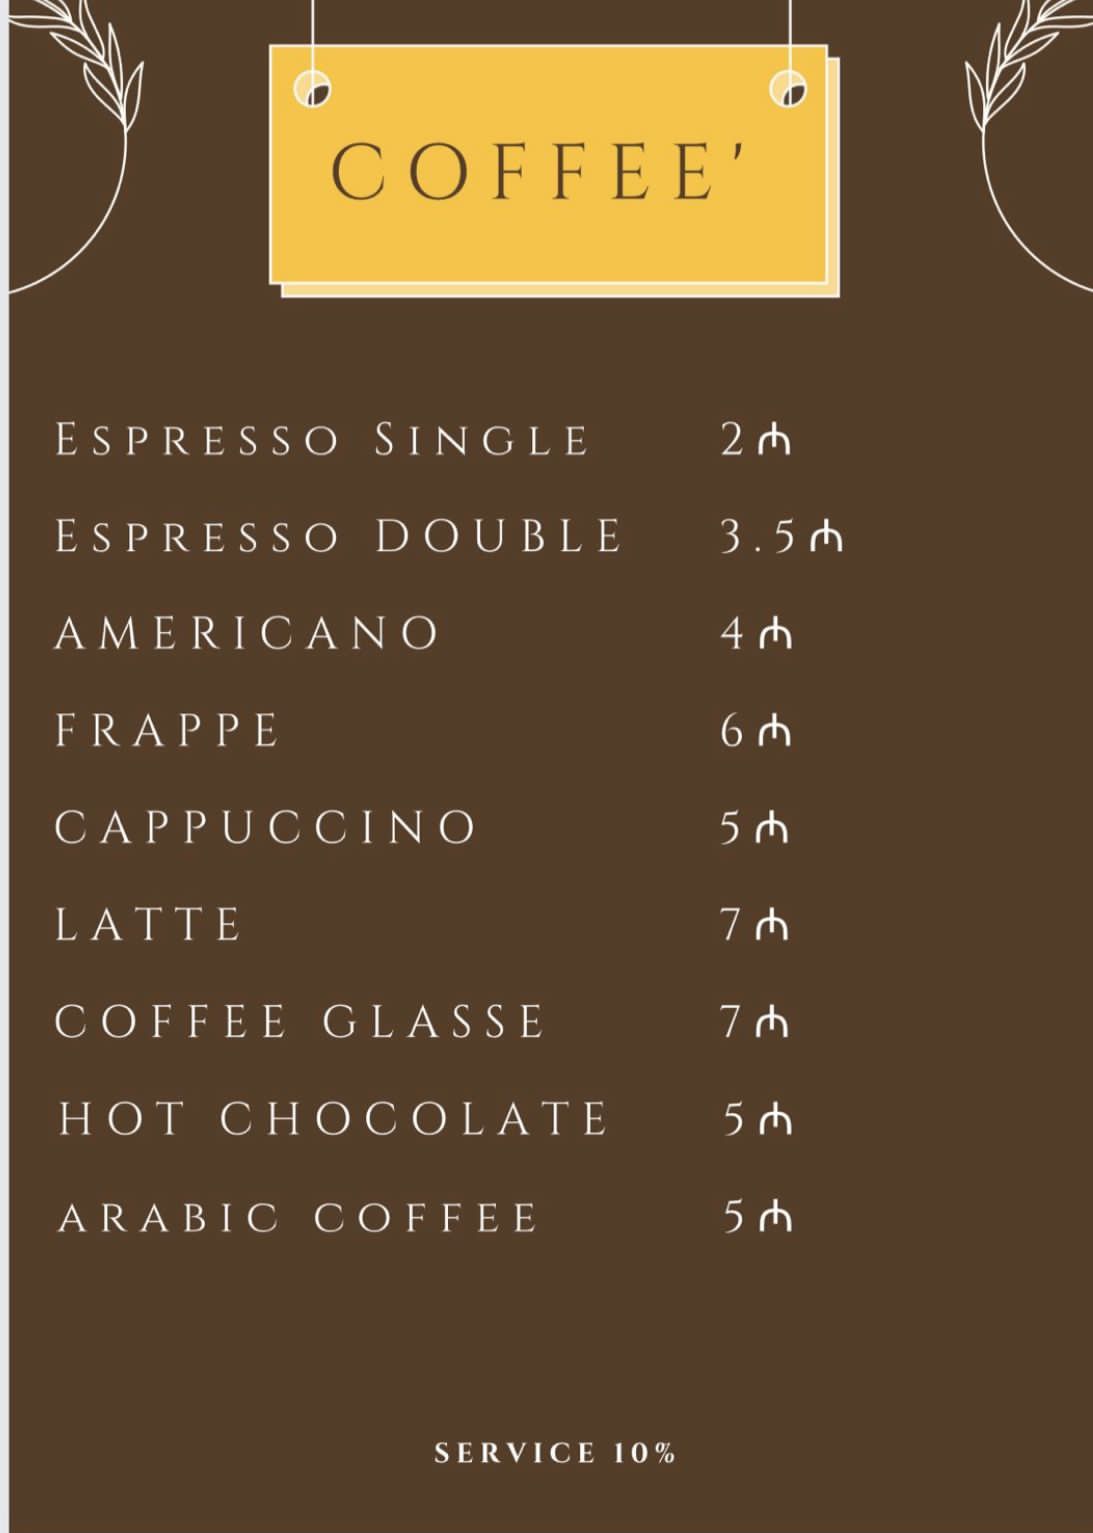 COFFEE'
Espresso Single 2₼
Espresso DOUBLE 3.5₼
AMERICANO 4₼
FRAPPE 6₼
CAPPUCCINO 5₼
LATTE 7₼
COFFEE GLASSE 7₼
HOT CHOCOLATE 5₼
ARABIC COFFEE 5₼
SERVICE 10%